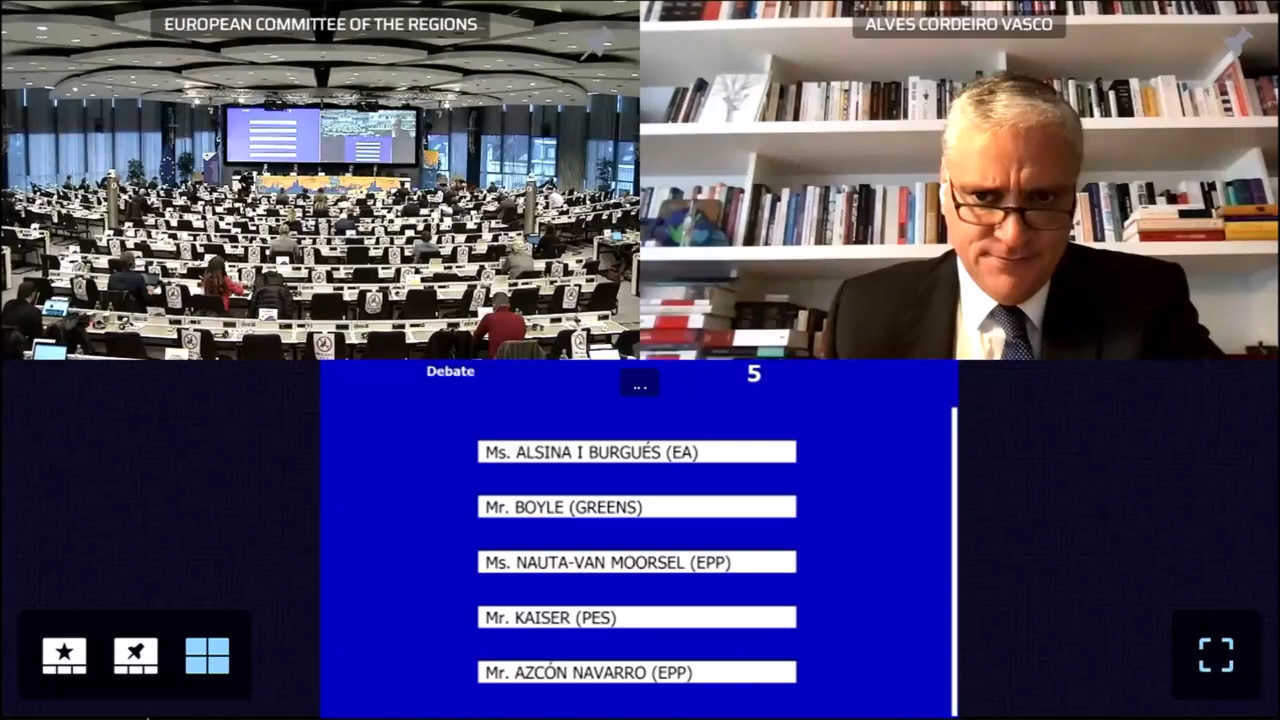 EUROPEAN COMMITTEE OF THE REGIONS
ALVES CORDEIRO VASCO
Debate
...
5
Ms. ALSINA I BURGUÉS (EA)
Mr. BOYLE (GREENS)
Ms. NAUTA-VAN MOORSEL (EPP)
Mr. KAISER (PES)
Mr. AZCÓN NAVARRO (EPP)